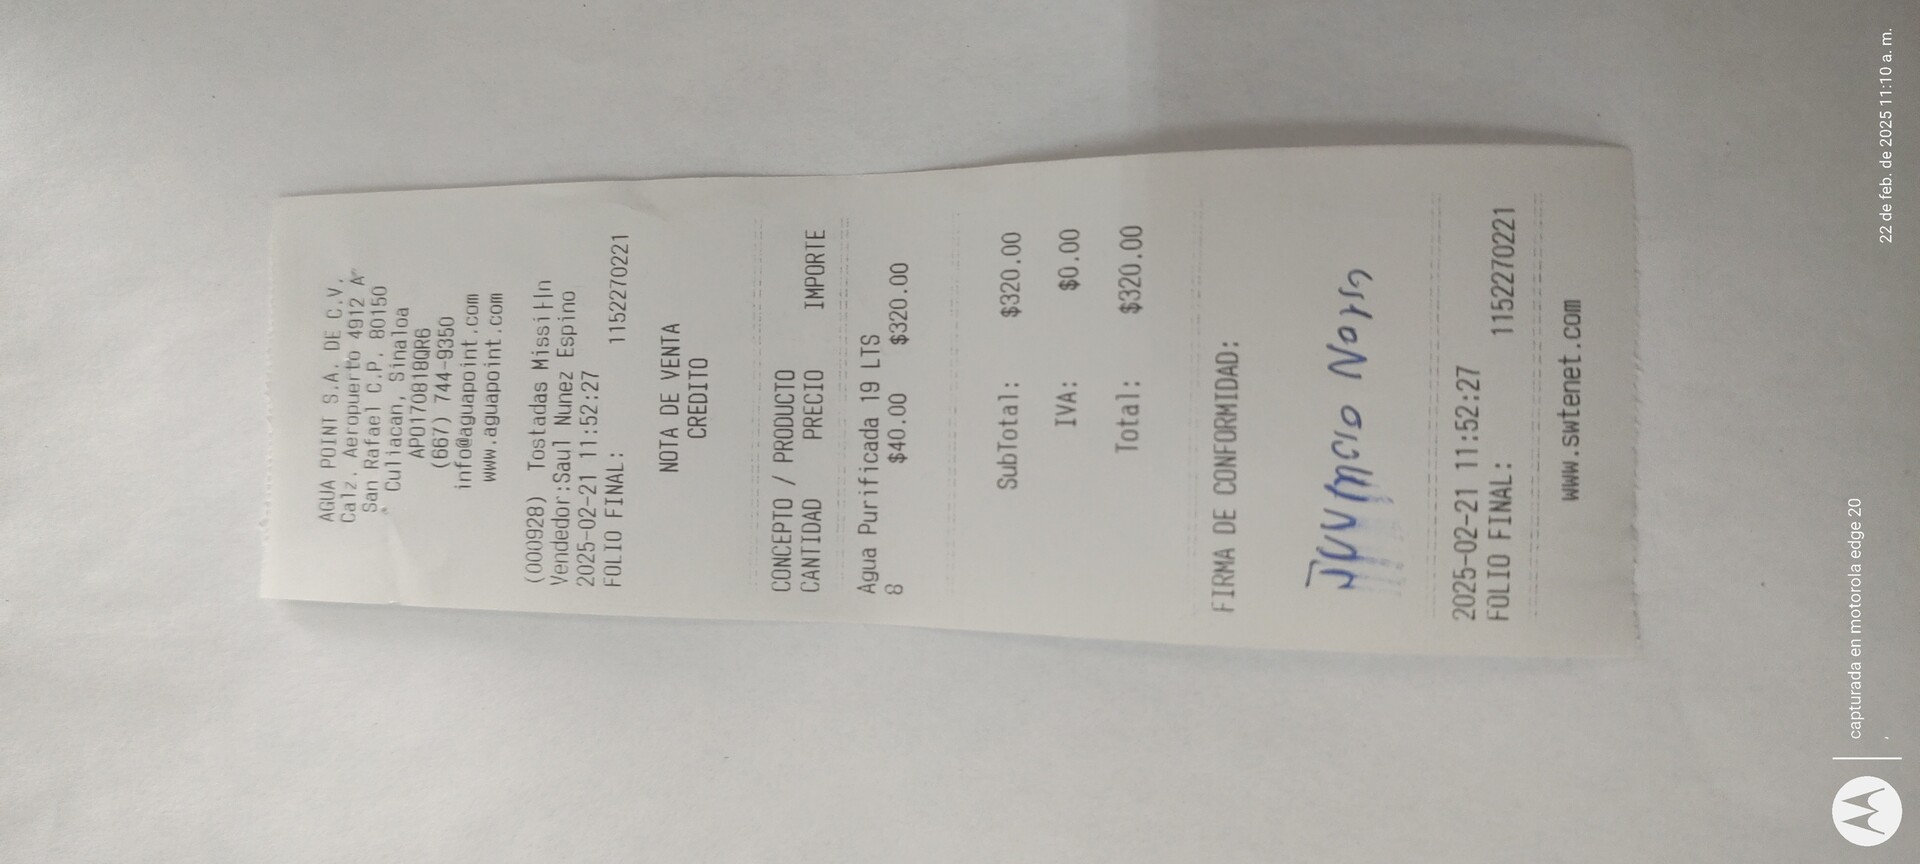 AGUA POINT S.A. DE C.V.
Calz. Aeropuerto 4912 A
San Rafael C.P. 80150
Culiacan, Sinaloa
APO170818QR6
(667) 744-9350
info@aguapoint.com
www.aguapoint.com
(000928) Tostadas
Vendedor:Saul Nunez Espino
2025-02-21 11:52:27
FOLIO FINAL: 1152270221
NOTA DE VENTA
CREDITO
CONCEPTO / PRODUCTO
CANTIDAD PRECIO IMPORTE
Agua Purificada 19 LTS
8 $40.00 $320.00
SubTotal: $320.00
IVA: $0.00
Total: $320.00
FIRMA DE CONFORMIDAD:
2025-02-21 11:52:27
FOLIO FINAL: 1152270221
www.swtenet.com
capturada en motorola edge 20
22 de feb. de 2025 11:10 a. m.